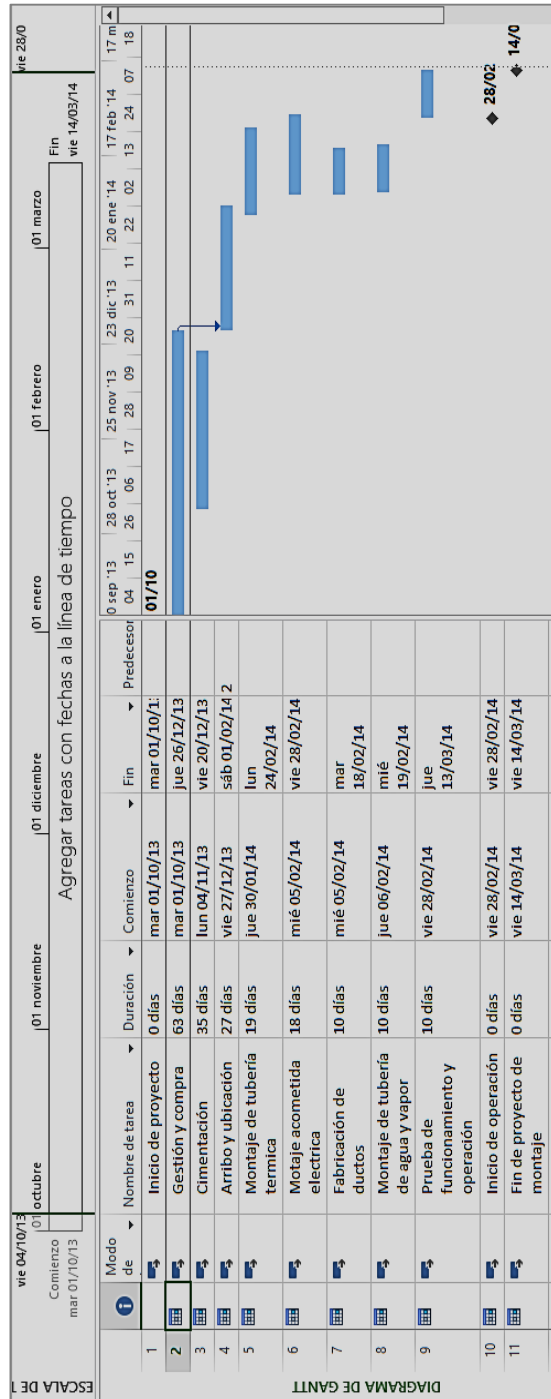 vie 04/10/13
vie 28/0
01 octubre
01 noviembre
01 diciembre
01 enero
01 febrero
01 marzo
ESCALA DE T
Comienzo
mar 01/10/13
Agregar tareas con fechas a la línea de tiempo
Fin
vie 14/03/14
Modo de
Nombre de tarea
Duración
Comienzo
Fin
Predecesor
0 sep '13
28 oct '13
25 nov '13
23 dic '13
20 ene '14
17 feb '14
17 m
04 15 26 06 17 28 09 20 31 11 22 02 13 24 07 18
1 Inicio de proyecto 0 días mar 01/10/13 mar 01/10/1
01/10
2 Gestión y compra 63 días mar 01/10/13 jue 26/12/13
3 Cimentación 35 días lun 04/11/13 vie 20/12/13
4 Arribo y ubicación 27 días vie 27/12/13 sáb 01/02/14 2
5 Montaje de tubería termica 19 días jue 30/01/14 lun 24/02/14
6 Motaje acometida electrica 18 días mié 05/02/14 vie 28/02/14
7 Fabricación de ductos 10 días mié 05/02/14 mar 18/02/14
8 Montaje de tubería de agua y vapor 10 días jue 06/02/14 mié 19/02/14
9 Prueba de funcionamiento y operación 10 días vie 28/02/14 jue 13/03/14
10 Inicio de operación 0 días vie 28/02/14 vie 28/02/14
28/02
11 Fin de proyecto de montaje 0 días vie 14/03/14 vie 14/03/14
14/0
DIAGRAMA DE GANTT